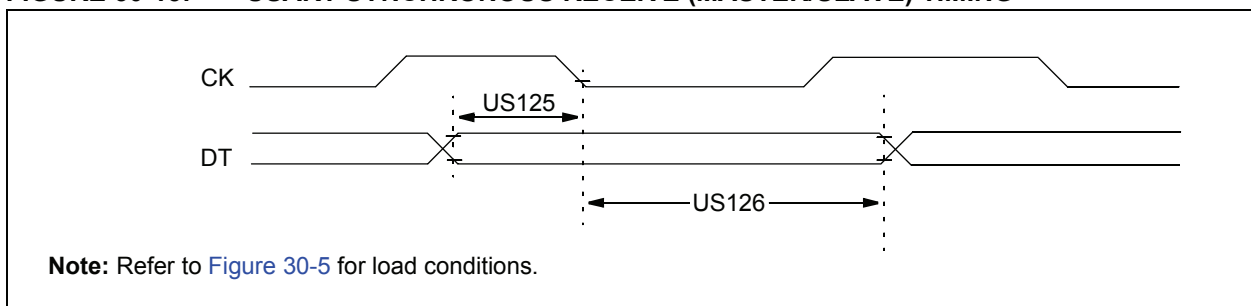 CK
US125
DT
US126
Note: Refer to Figure 30-5 for load conditions.